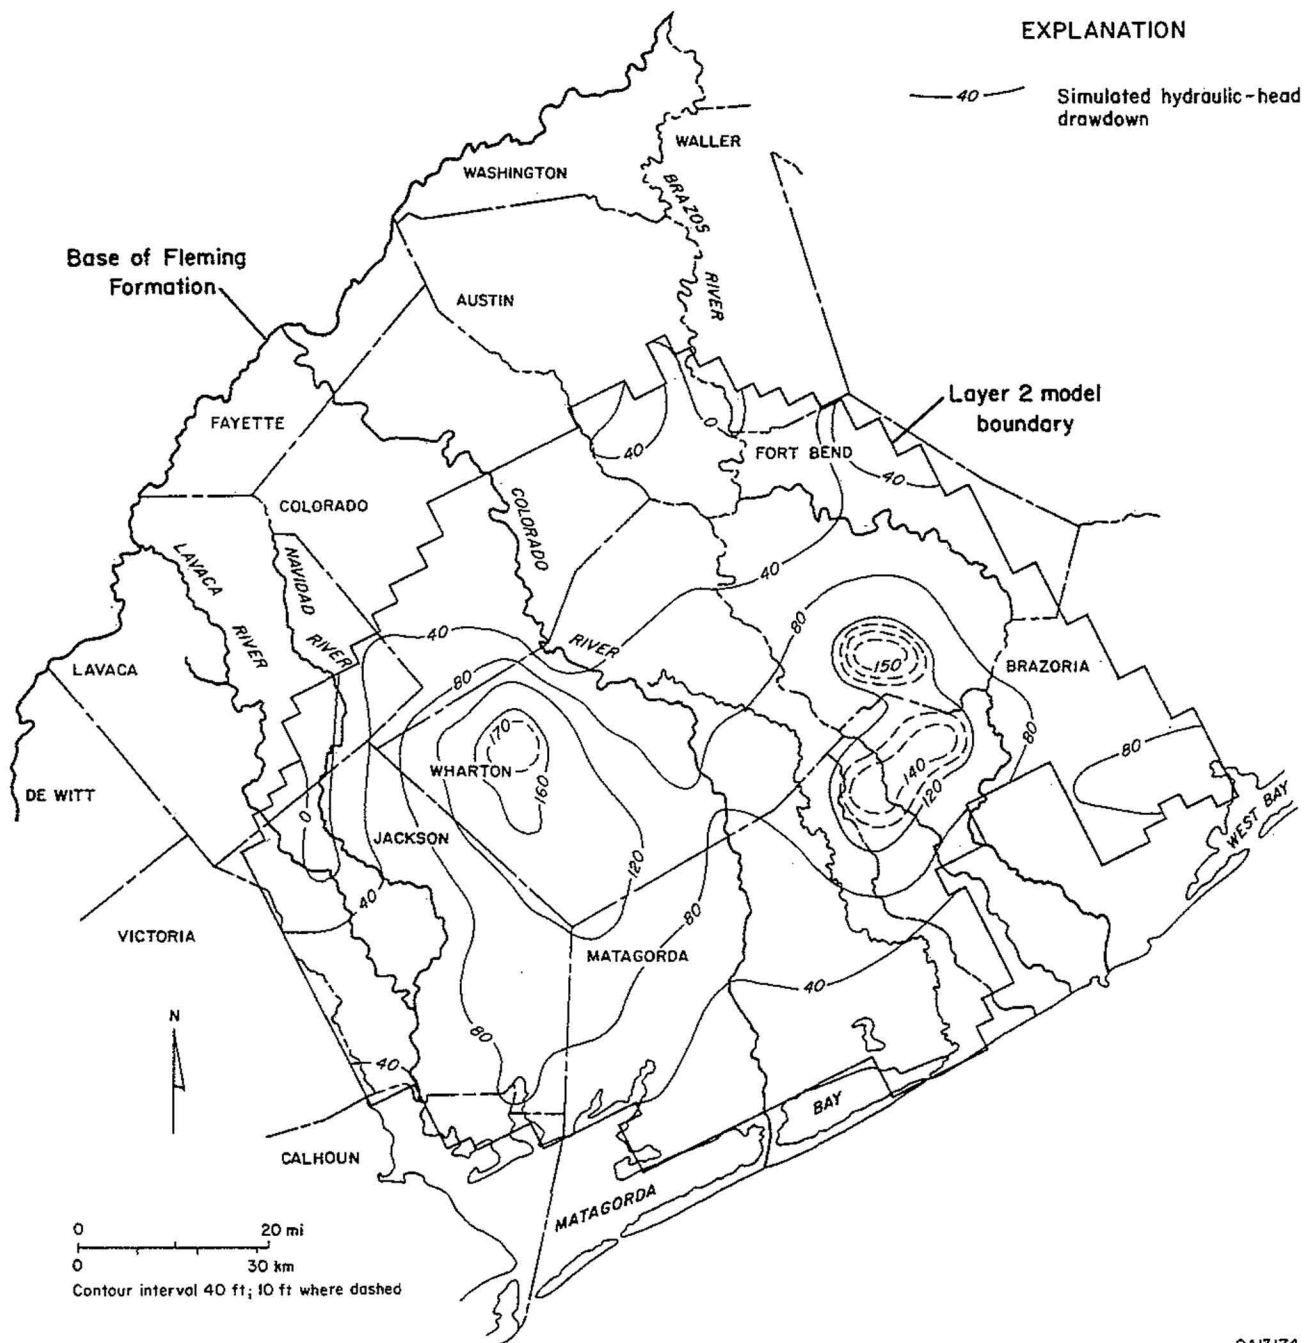 EXPLANATION
40
Simulated hydraulic-head
drawdown
WALLER
WASHINGTON
BRAZOS
RIVER
Base of Fleming
Formation
AUSTIN
Layer 2 model
boundary
0
FAYETTE
40
FORT BEND
40
COLORADO
COLORADO
LAVACA
RIVER
NAVIDAD
RIVER
40
RIVER
40
80
80
150
LAVACA
BRAZORIA
170
WHARTON
160
DE WITT
140
120
80
80
WEST BAY
0
JACKSON
120
40
80
VICTORIA
MATAGORDA
40
N
80
40
BAY
CALHOUN
MATAGORDA
0 20 mi
0 30 km
Contour interval 40 ft; 10 ft where dashed